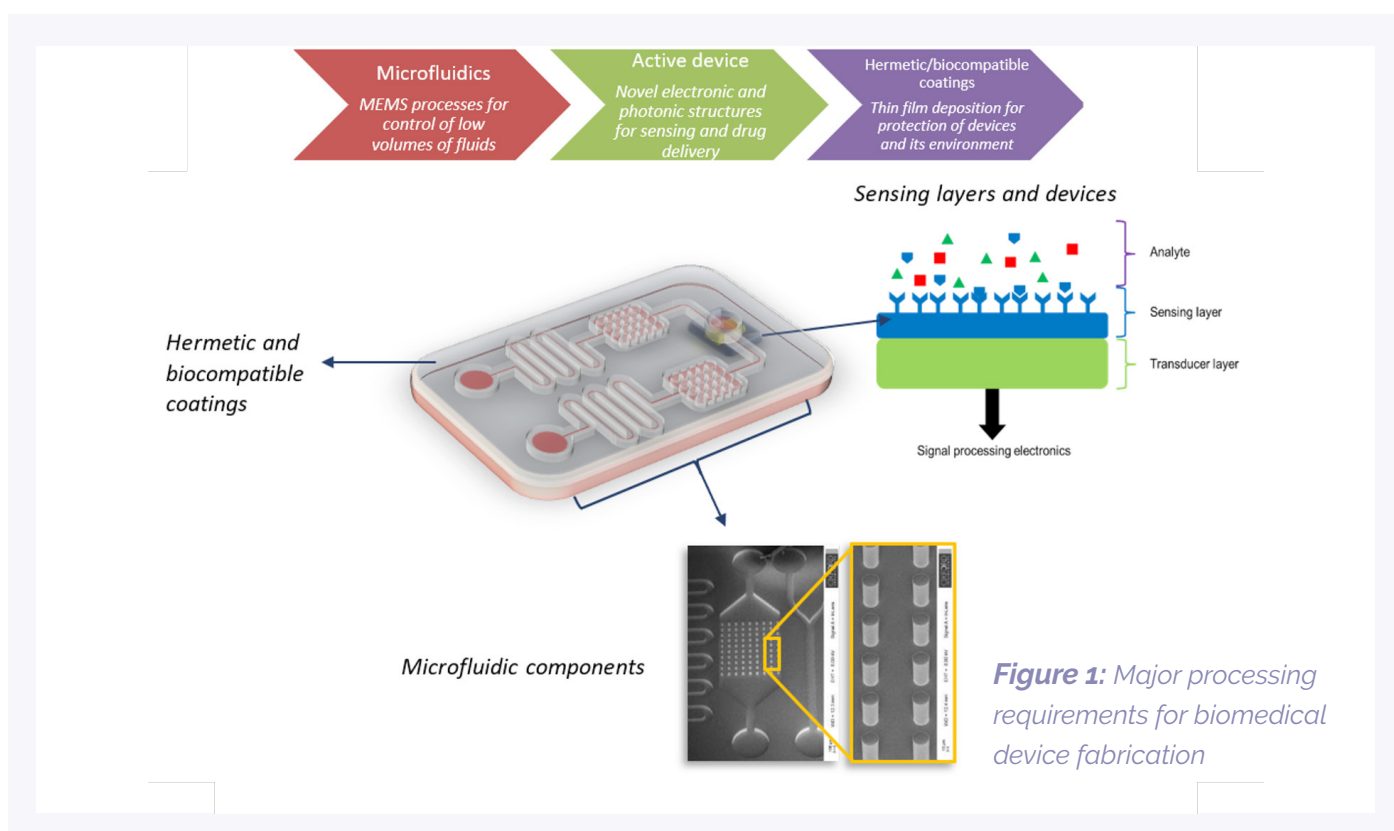 Microfluidics
MEMS processes for
control of low
volumes of fluids
Active device
Novel electronic and
photonic structures
for sensing and drug
delivery
Hermetic/biocompatible
coatings
Thin film deposition for
protection of devices
and its environment
Sensing layers and devices
Analyte
Sensing layer
Transducer layer
Signal processing electronics
Hermetic and
biocompatible
coatings
Microfluidic components
Figure 1: Major processing
requirements for biomedical
device fabrication